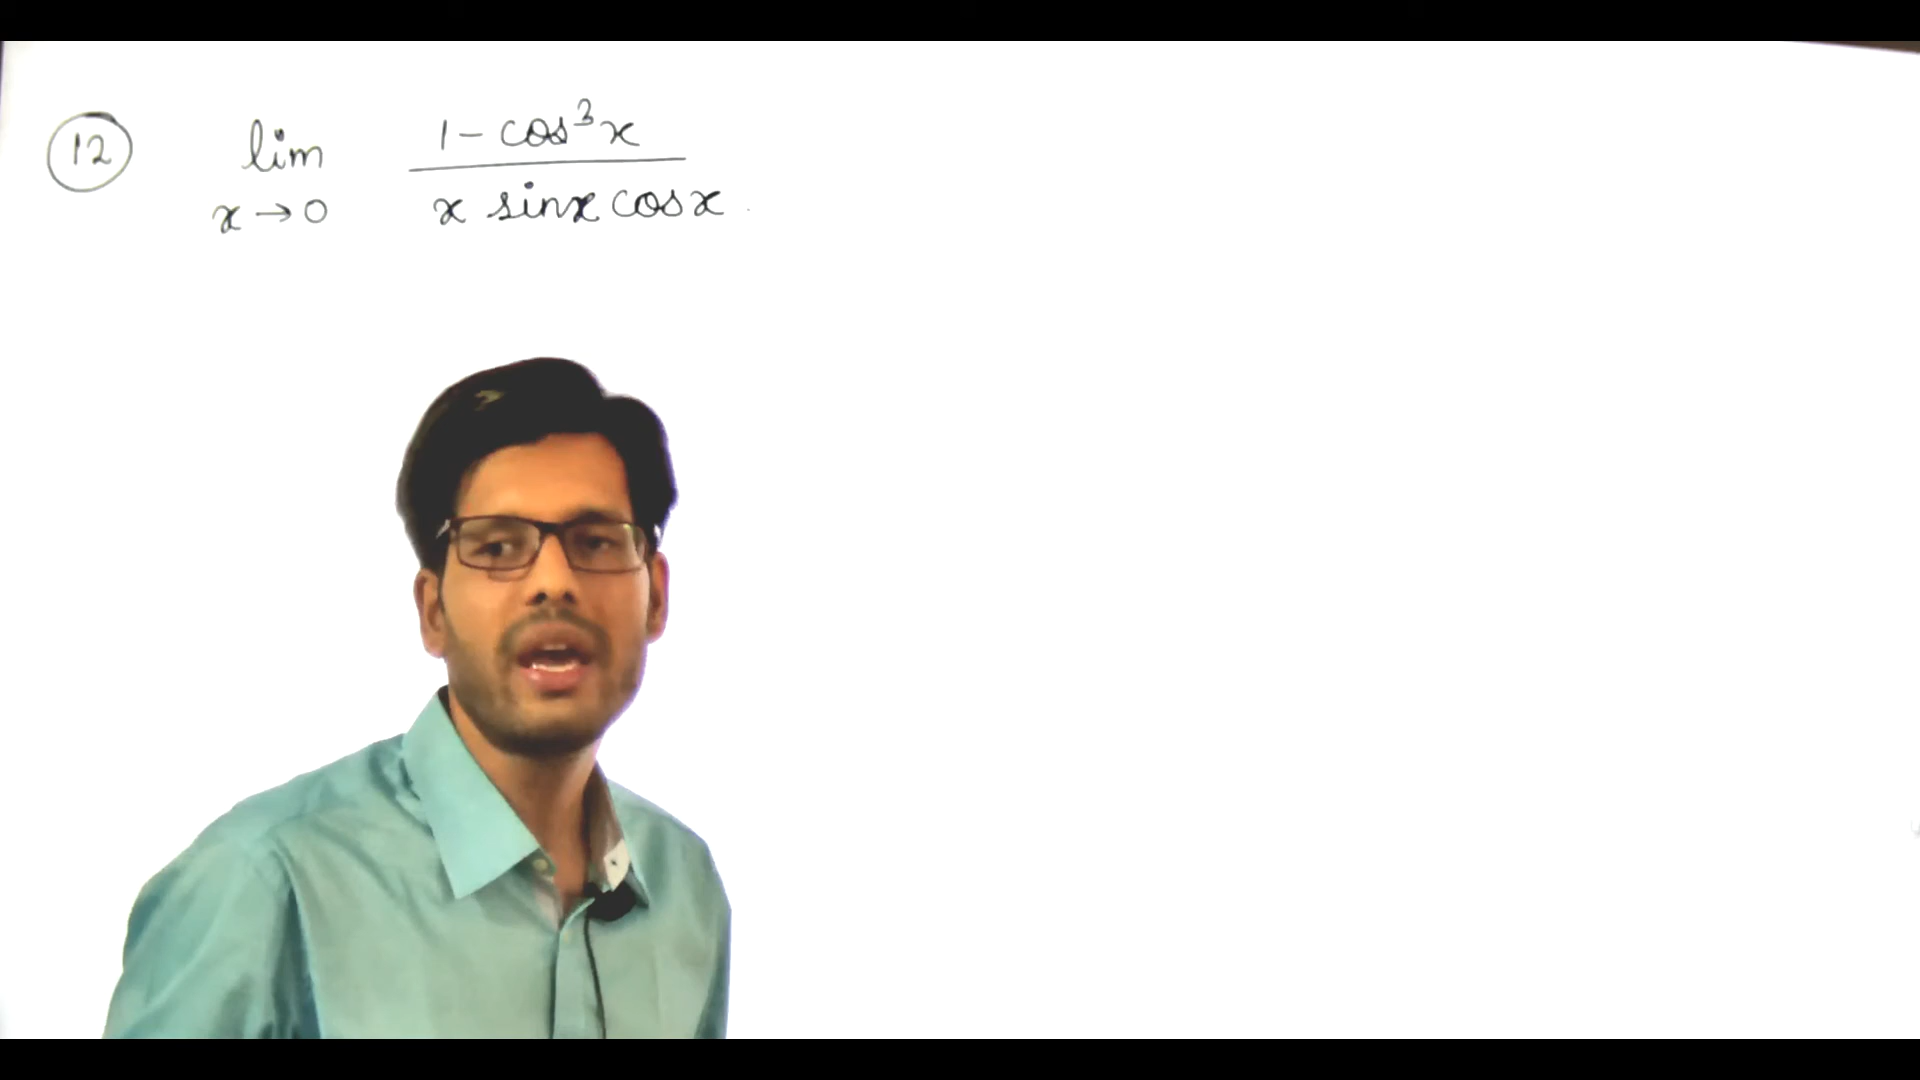 12 lim 1 - cos³x
x → 0 x sinx cosx